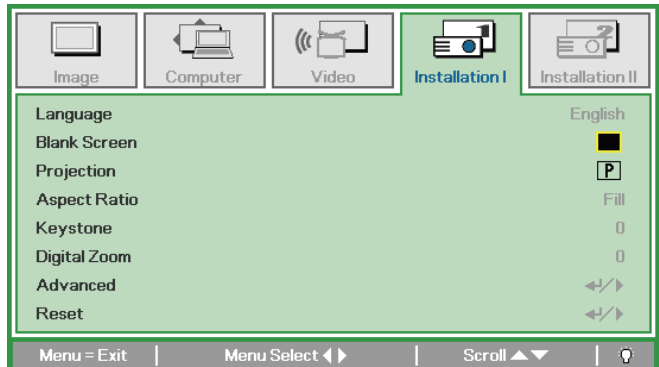 Image Computer Video Installation I Installation II
Language English
Blank Screen
Projection P
Aspect Ratio Fill
Keystone 0
Digital Zoom 0
Advanced
Reset
Menu = Exit Menu Select Scroll